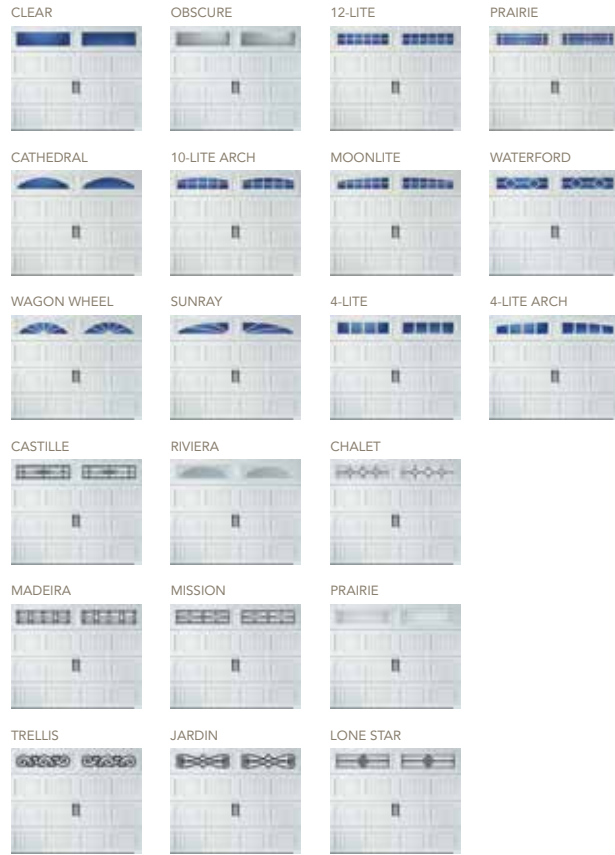 CLEAR
OBSCURE
12-LITE
PRAIRIE
CATHEDRAL
10-LITE ARCH
MOONLITE
WATERFORD
WAGON WHEEL
SUNRAY
4-LITE
4-LITE ARCH
CASTILLE
RIVIERA
CHALET
MADEIRA
MISSION
PRAIRIE
TRELLIS
JARDIN
LONE STAR